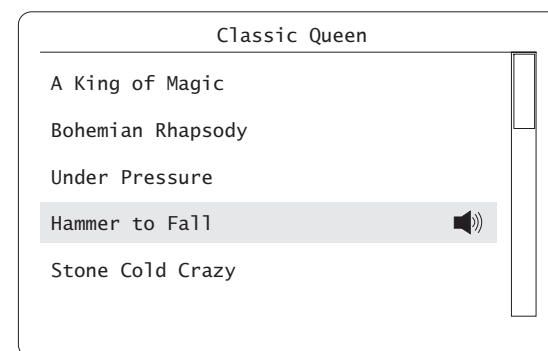 Classic Queen
A King of Magic
Bohemian Rhapsody
Under Pressure
Hammer to Fall
Stone Cold Crazy